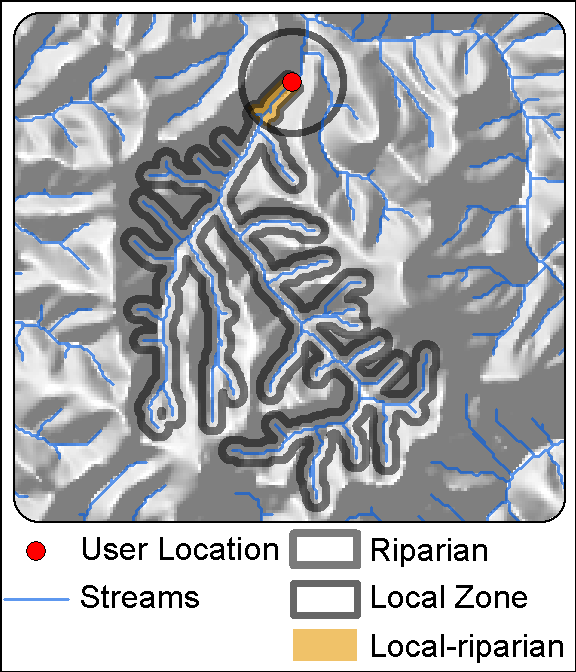 User Location
Riparian
Streams
Local Zone
Local-riparian